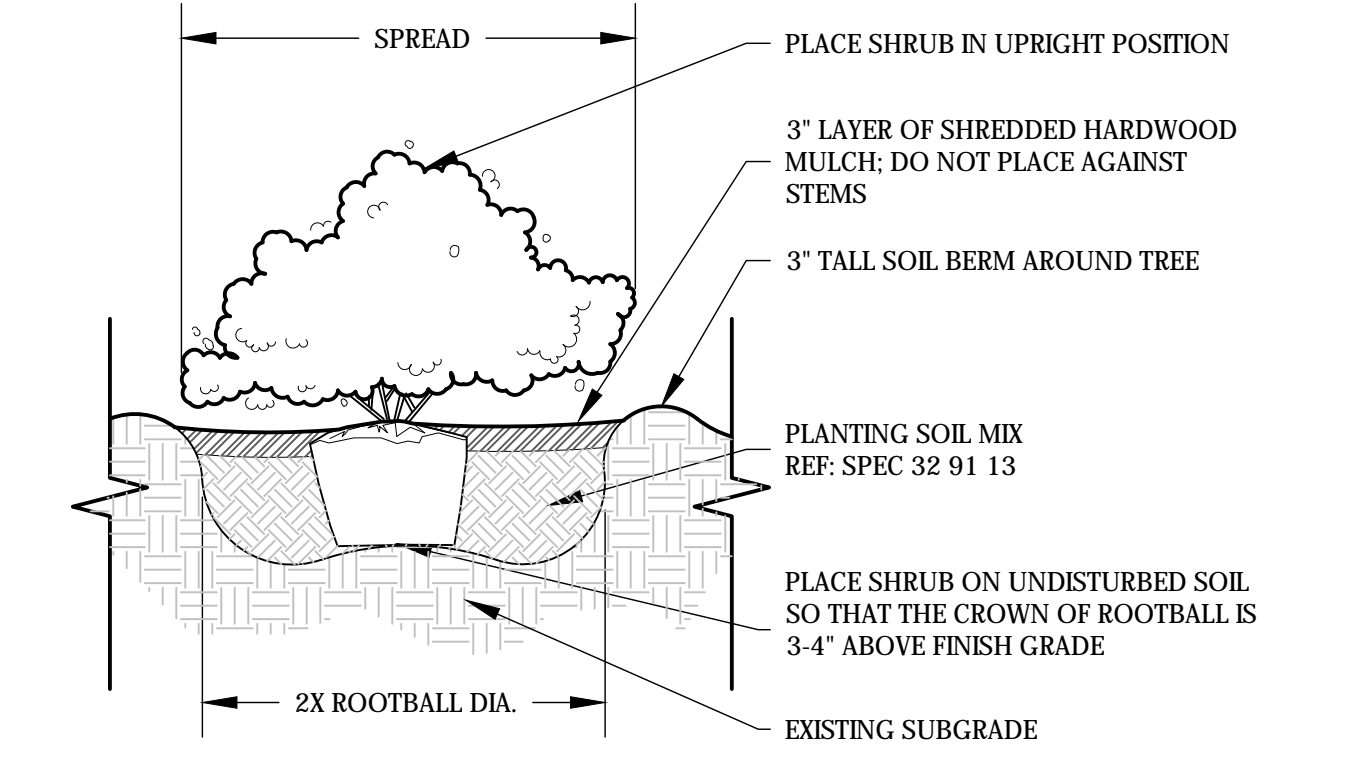 SPREAD
PLACE SHRUB IN UPRIGHT POSITION
3" LAYER OF SHREDDED HARDWOOD
MULCH; DO NOT PLACE AGAINST
STEMS
3" TALL SOIL BERM AROUND TREE
PLANTING SOIL MIX
REF: SPEC 32 91 13
PLACE SHRUB ON UNDISTURBED SOIL
SO THAT THE CROWN OF ROOTBALL IS
3-4" ABOVE FINISH GRADE
2X ROOTBALL DIA.
EXISTING SUBGRADE